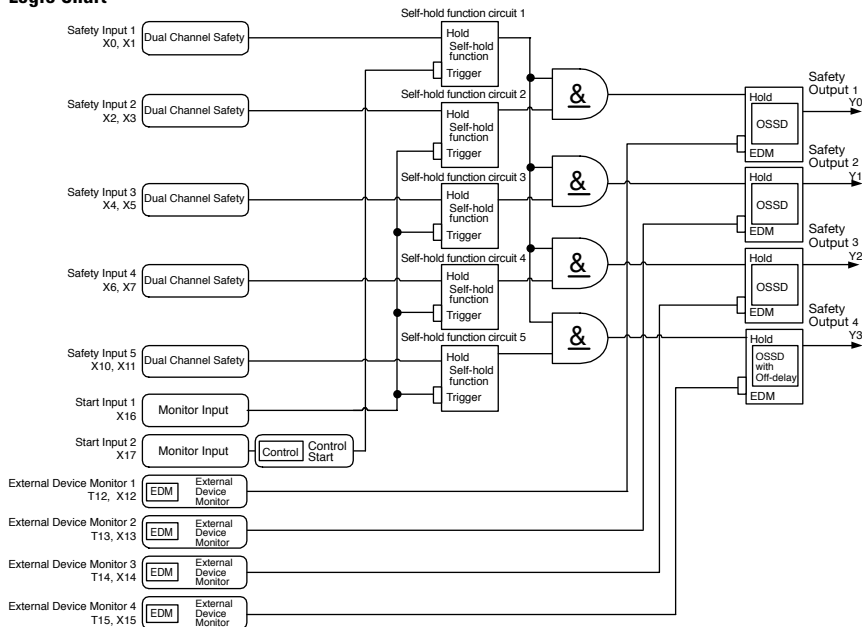 Logic Chart
Self-hold function circuit 1
Safety Input 1
X0, X1
Dual Channel Safety
Hold
Self-hold
function
Trigger
Safety Input 2
X2, X3
Dual Channel Safety
Self-hold function circuit 2
Hold
Self-hold
function
Trigger
Safety Input 3
X4, X5
Dual Channel Safety
Self-hold function circuit 3
Hold
Self-hold
function
Trigger
Safety Input 4
X6, X7
Dual Channel Safety
Self-hold function circuit 4
Hold
Self-hold
function
Trigger
Safety Input 5
X10, X11
Dual Channel Safety
Self-hold function circuit 5
Hold
Self-hold
function
Trigger
&
&
&
&
Hold
OSSD
EDM
Safety
Output 1
Y0
Hold
OSSD
EDM
Safety
Output 2
Y1
Hold
OSSD
EDM
Safety
Output 3
Y2
Hold
OSSD
with
Off-delay
EDM
Safety
Output 4
Y3
Start Input 1
X16
Monitor Input
Start Input 2
X17
Monitor Input
Control
Control
Start
External Device Monitor 1
T12, X12
EDM
External
Device
Monitor
External Device Monitor 2
T13, X13
EDM
External
Device
Monitor
External Device Monitor 3
T14, X14
EDM
External
Device
Monitor
External Device Monitor 4
T15, X15
EDM
External
Device
Monitor